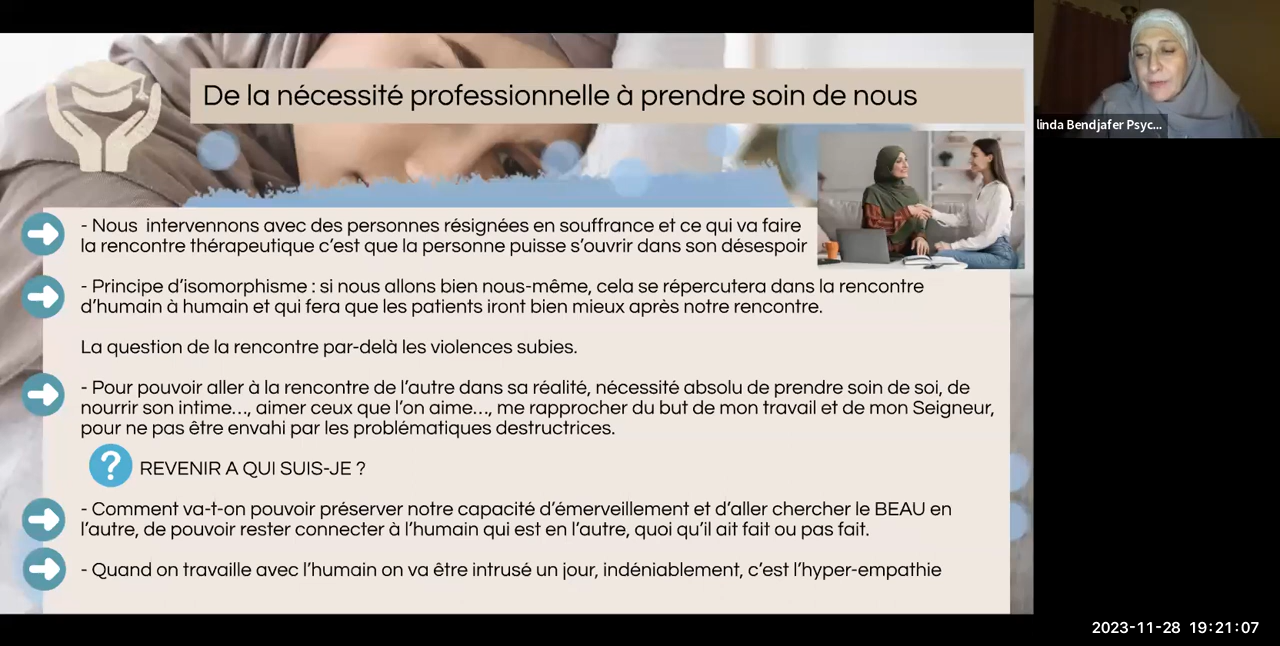 De la nécessité professionnelle à prendre soin de nous
linda Bendjafer Psyc...
- Nous intervennons avec des personnes résignées en souffrance et ce qui va faire
la rencontre thérapeutique c’est que la personne puisse s’ouvrir dans son désespoir
- Principe d’isomorphisme : si nous allons bien nous-même, cela se répercutera dans la rencontre
d’humain à humain et qui fera que les patients iront bien mieux après notre rencontre.
La question de la rencontre par-delà les violences subies.
- Pour pouvoir aller à la rencontre de l’autre dans sa réalité, nécessité absolu de prendre soin de soi, de
nourrir son intime..., aimer ceux que l’on aime..., me rapprocher du but de mon travail et de mon Seigneur,
pour ne pas être envahi par les problématiques destructrices.
? REVENIR A QUI SUIS-JE ?
- Comment va-t-on pouvoir préserver notre capacité d’émerveillement et d’aller chercher le BEAU en
l’autre, de pouvoir rester connecter à l’humain qui est en l’autre, quoi qu’il ait fait ou pas fait.
- Quand on travaille avec l’humain on va être intrusé un jour, indéniablement, c’est l’hyper-empathie
2023-11-28 19:21:07